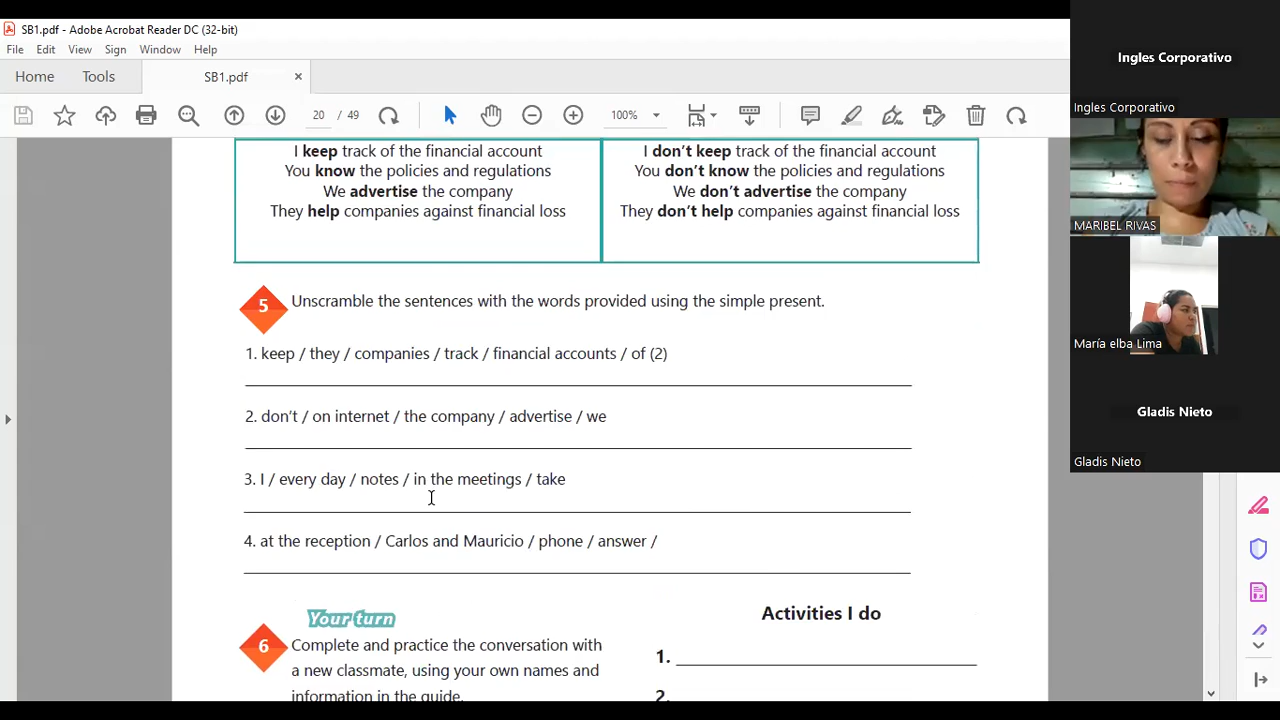 SB1.pdf - Adobe Acrobat Reader DC (32-bit)
File Edit View Sign Window Help
Home Tools SB1.pdf ×
20 / 49 100%
I keep track of the financial account
You know the policies and regulations
We advertise the company
They help companies against financial loss
I don't keep track of the financial account
You don't know the policies and regulations
We don't advertise the company
They don't help companies against financial loss
5 Unscramble the sentences with the words provided using the simple present.
1. keep / they / companies / track / financial accounts / of (2)
2. don't / on internet / the company / advertise / we
3. I / every day / notes / in the meetings / take
4. at the reception / Carlos and Mauricio / phone / answer /
Your turn
6 Complete and practice the conversation with
a new classmate, using your own names and
information in the guide.
Activities I do
1.
2.
Ingles Corporativo
Ingles Corporativo
MARIBEL RIVAS
María elba Lima
Gladis Nieto
Gladis Nieto